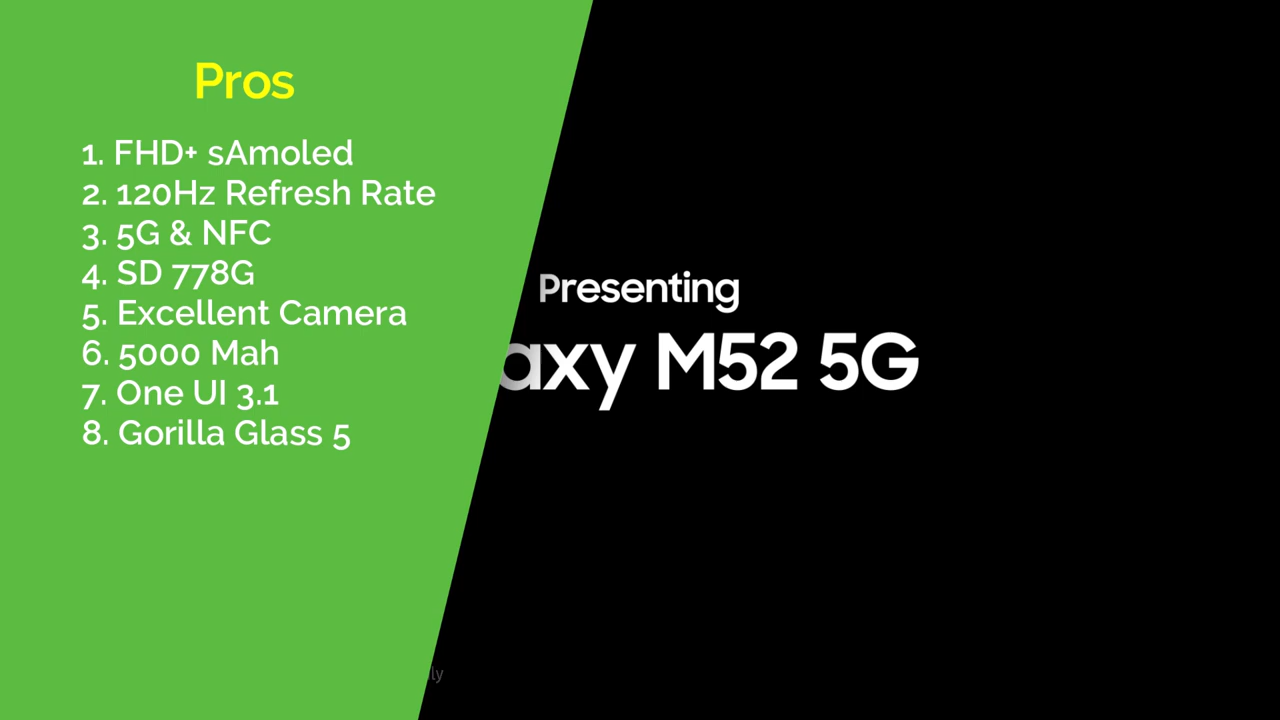 Pros
1. FHD+ sAmoled
2. 120Hz Refresh Rate
3. 5G & NFC
4. SD 778G
5. Excellent Camera
6. 5000 Mah
7. One UI 3.1
8. Gorilla Glass 5
Presenting
axy M52 5G
ly